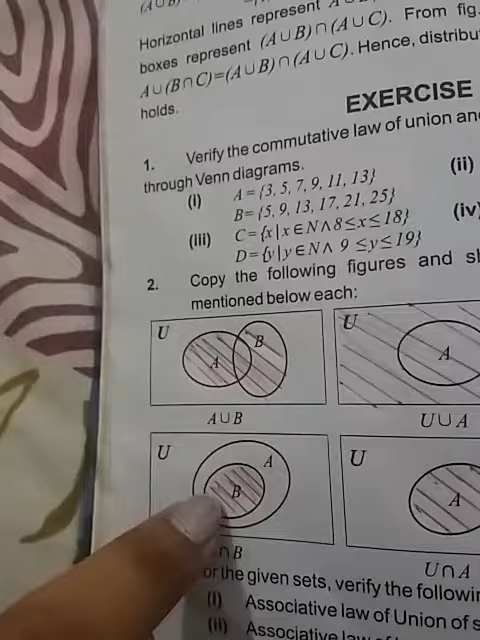 (A∪B)
Horizontal lines represent
boxes represent (A∪B)∩(A∪C). From fig.
A∪(B∩C)=(A∪B)∩(A∪C). Hence, distribu
holds.
EXERCISE
1. Verify the commutative law of union an
through Venn diagrams.
(i) A={3, 5, 7, 9, 11, 13} (ii)
B={5, 9, 13, 17, 21, 25}
(iii) C={x|x∈N∧8≤x≤18} (iv)
D={y|y∈N∧ 9 ≤y≤19}
2. Copy the following figures and sh
mentioned below each:
U A B
U A
A∪B
U∪A
U A B
U A
∩B
U∩A
or the given sets, verify the followin
(i) Associative law of Union of s
(ii) Associative law of